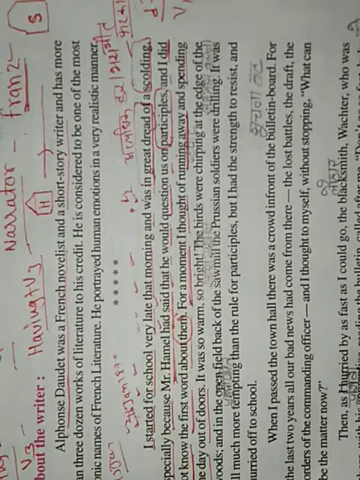 Narrator - Franz -
S
H
Having + V3
bout the writer :
Alphonse Daudet was a French novelist and a short-story writer and has more
an three dozen works of literature to his credit. He is considered to be one of the most
onic names of French Literature. He portrayed human emotions in a very realistic manner.
*****
I started for school very late that morning and was in great dread of a scolding,
specially because Mr. Hamel had said that he would question us on participles, and I did
ot know the first word about them. For a moment I thought of running away and spending
he day out of doors. It was so warm, so bright! The birds were chirping at the edge of the
woods; and in the open field back of the sawmill the Prussian soldiers were drilling. It was
ll much more tempting than the rule for participles, but I had the strength to resist, and
urried off to school.
When I passed the town hall there was a crowd infront of the bulletin-board. For
the last two years all our bad news had come from there — the lost battles, the draft, the
orders of the commanding officer — and I thought to myself, without stopping, "What can
be the matter now?"
Then, as I hurried by as fast as I could go, the blacksmith, Wachter, who was